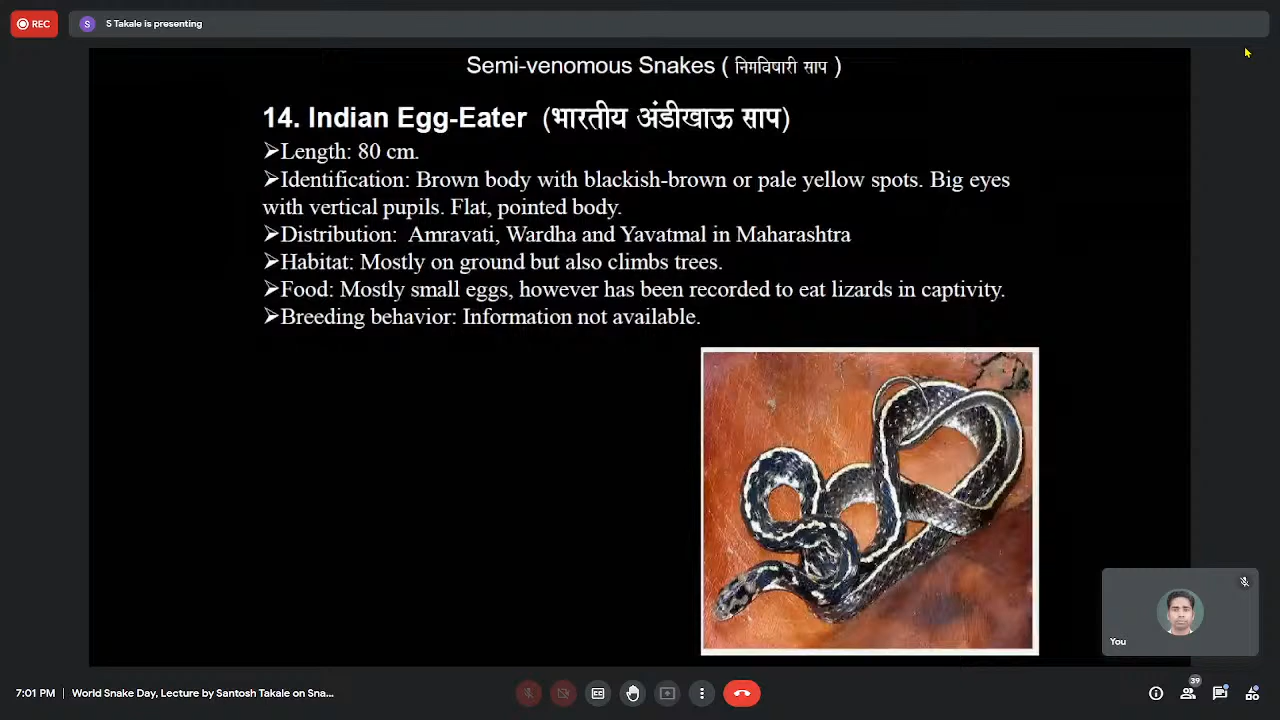 REC
S
S Takale is presenting
Semi-venomous Snakes ( निमविषारी साप )
14. Indian Egg-Eater (भारतीय अंडीखाऊ साप)
➢Length: 80 cm.
➢Identification: Brown body with blackish-brown or pale yellow spots. Big eyes
with vertical pupils. Flat, pointed body.
➢Distribution: Amravati, Wardha and Yavatmal in Maharashtra
➢Habitat: Mostly on ground but also climbs trees.
➢Food: Mostly small eggs, however has been recorded to eat lizards in captivity.
➢Breeding behavior: Information not available.
You
7:01 PM | World Snake Day, Lecture by Santosh Takale on Sna...
39